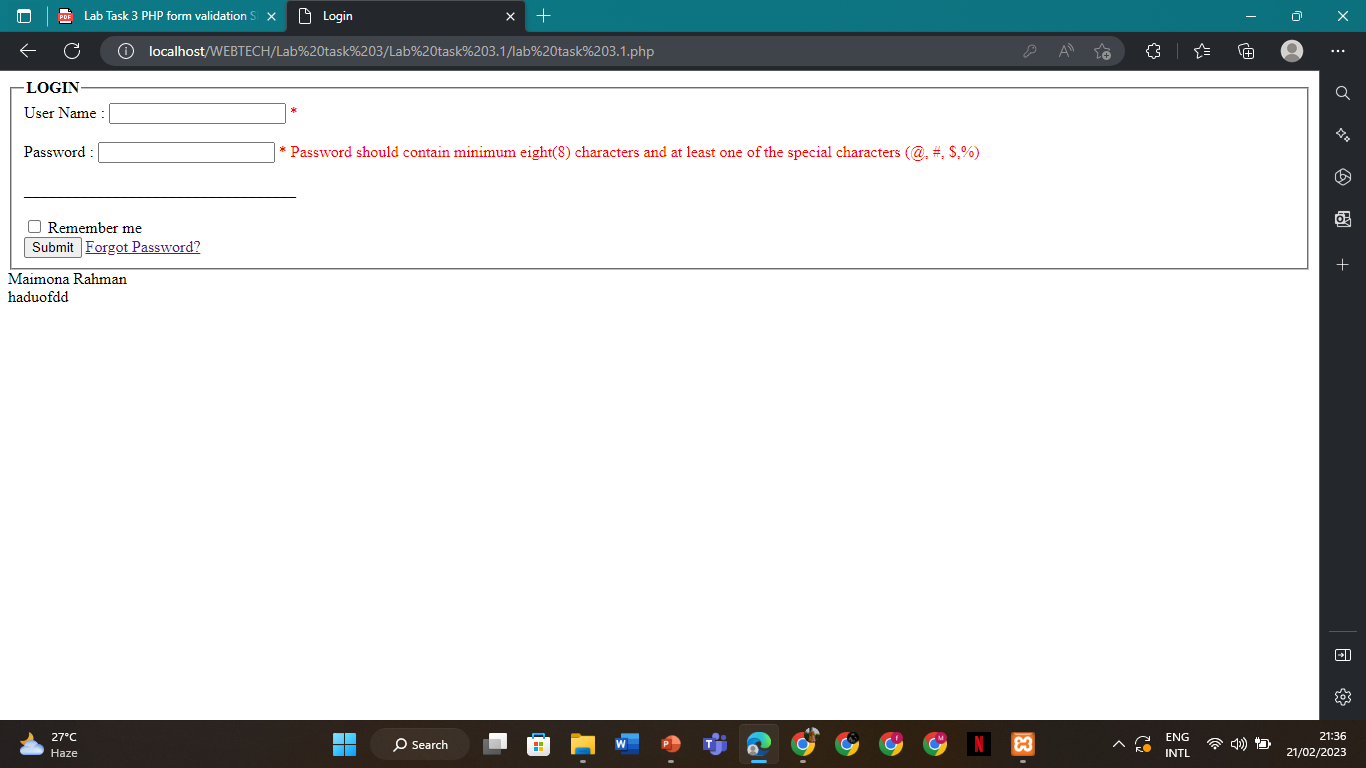 Lab Task 3 PHP form validation
Login
localhost/WEBTECH/Lab%20task%203/Lab%20task%203.1/lab%20task%203.1.php
LOGIN
User Name : *
Password : * Password should contain minimum eight(8) characters and at least one of the special characters (@, #, $,%)
Remember me
Submit Forgot Password?
Maimona Rahman
haduofdd
27°C
Haze
Search
ENG
INTL
21:36
21/02/2023